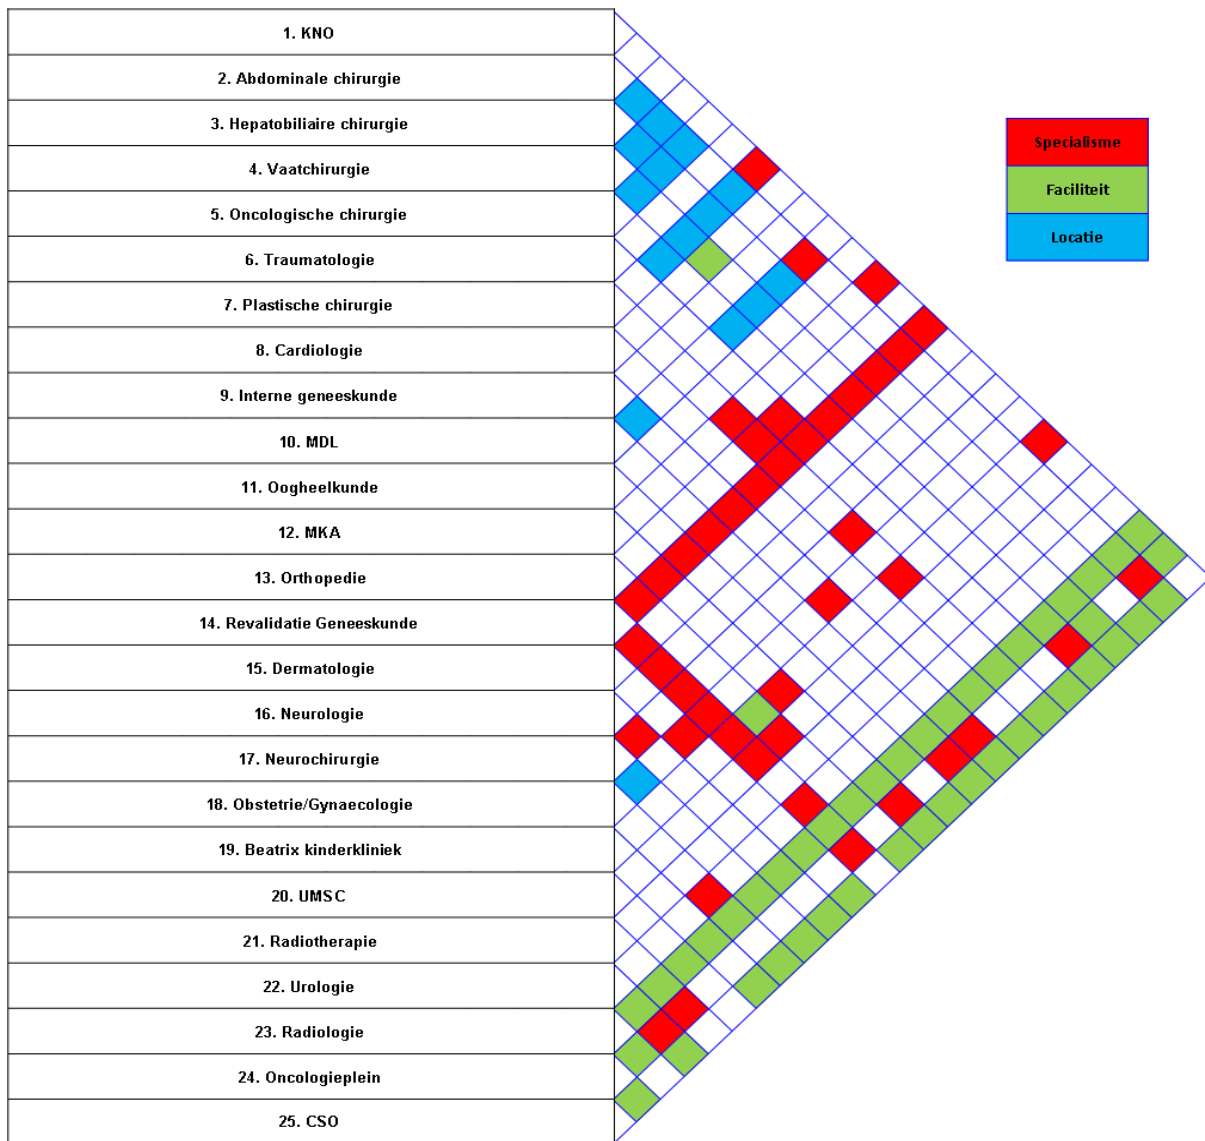 1. KNO
2. Abdominale chirurgie
3. Hepatobiliaire chirurgie
4. Vaatchirurgie
5. Oncologische chirurgie
6. Traumatologie
7. Plastische chirurgie
8. Cardiologie
9. Interne geneeskunde
10. MDL
11. Oogheelkunde
12. MKA
13. Orthopedie
14. Revalidatie Geneeskunde
15. Dermatologie
16. Neurologie
17. Neurochirurgie
18. Obstetrie/Gynaecologie
19. Beatrix kinderkliniek
20. UMSC
21. Radiotherapie
22. Urologie
23. Radiologie
24. Oncologieplein
25. CSO
Specialisme
Faciliteit
Locatie